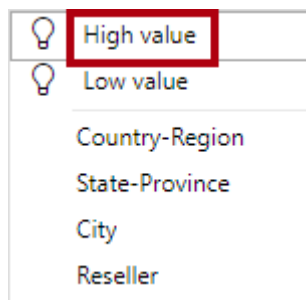 High value
Low value
Country-Region
State-Province
City
Reseller